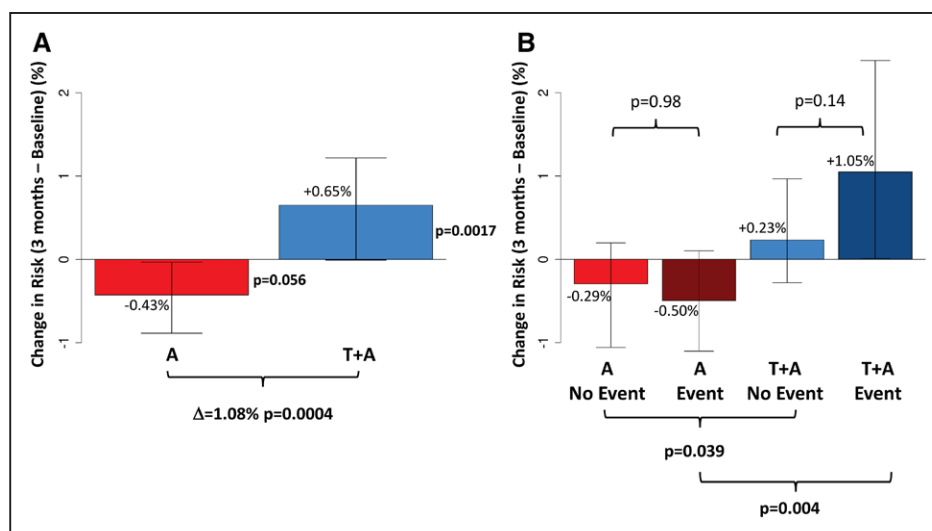 A
Change in Risk (3 months – Baseline) (%)
2
1
0
-1
+0.65%
p=0.0017
p=0.056
-0.43%
A
T+A
Δ=1.08% p=0.0004
B
Change in Risk (3 months – Baseline) (%)
2
1
0
-1
p=0.98
p=0.14
+1.05%
+0.23%
-0.29%
-0.50%
A
No Event
A
Event
T+A
No Event
T+A
Event
p=0.039
p=0.004